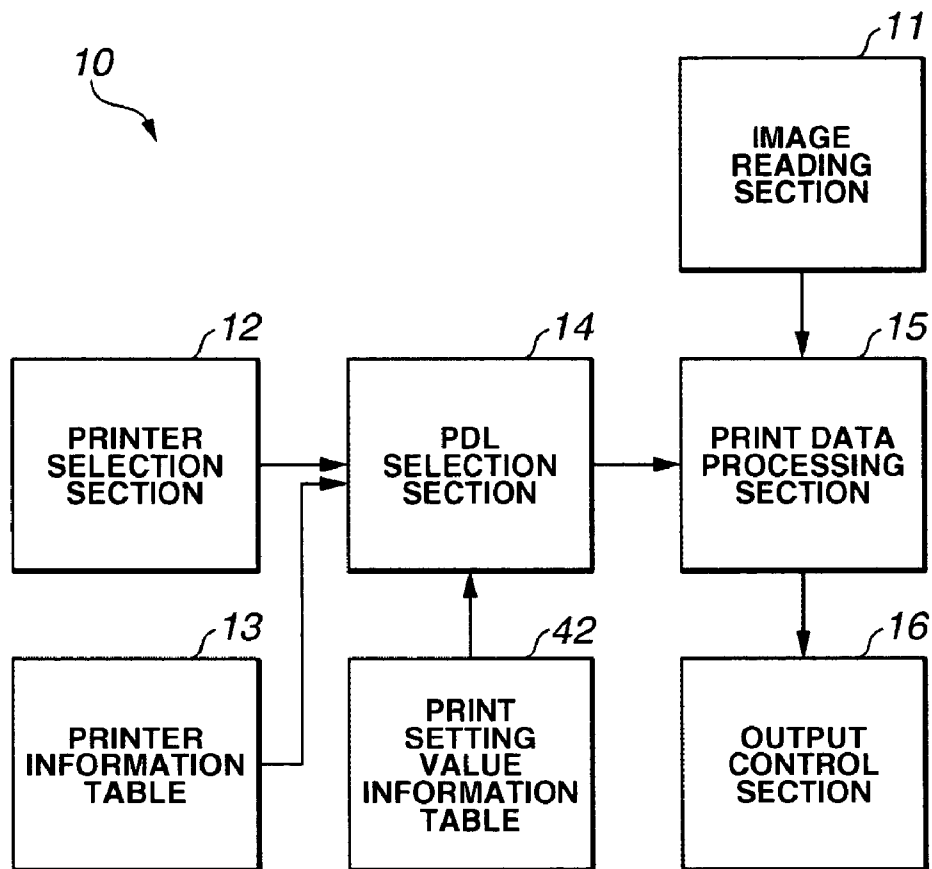 10
11
IMAGE
READING
SECTION
12
PRINTER
SELECTION
SECTION
14
PDL
SELECTION
SECTION
15
PRINT DATA
PROCESSING
SECTION
13
PRINTER
INFORMATION
TABLE
42
PRINT
SETTING
VALUE
INFORMATION
TABLE
16
OUTPUT
CONTROL
SECTION